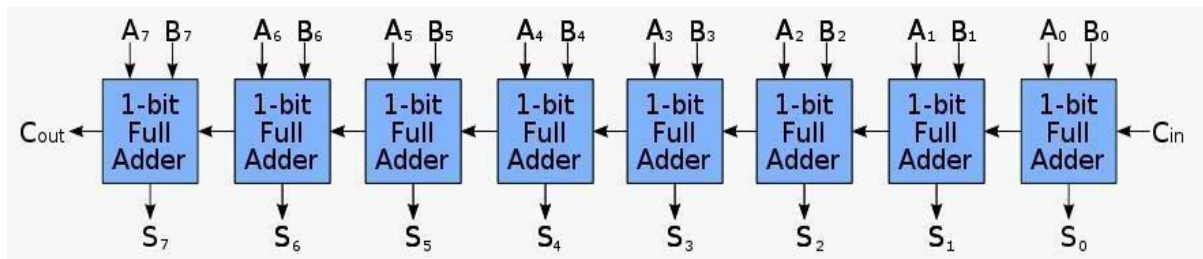 A₇ B₇ A₆ B₆ A₅ B₅ A₄ B₄ A₃ B₃ A₂ B₂ A₁ B₁ A₀ B₀
1-bit 1-bit 1-bit 1-bit 1-bit 1-bit 1-bit 1-bit
Cout Full Full Full Full Full Full Full Full Cin
Adder Adder Adder Adder Adder Adder Adder Adder
S₇ S₆ S₅ S₄ S₃ S₂ S₁ S₀